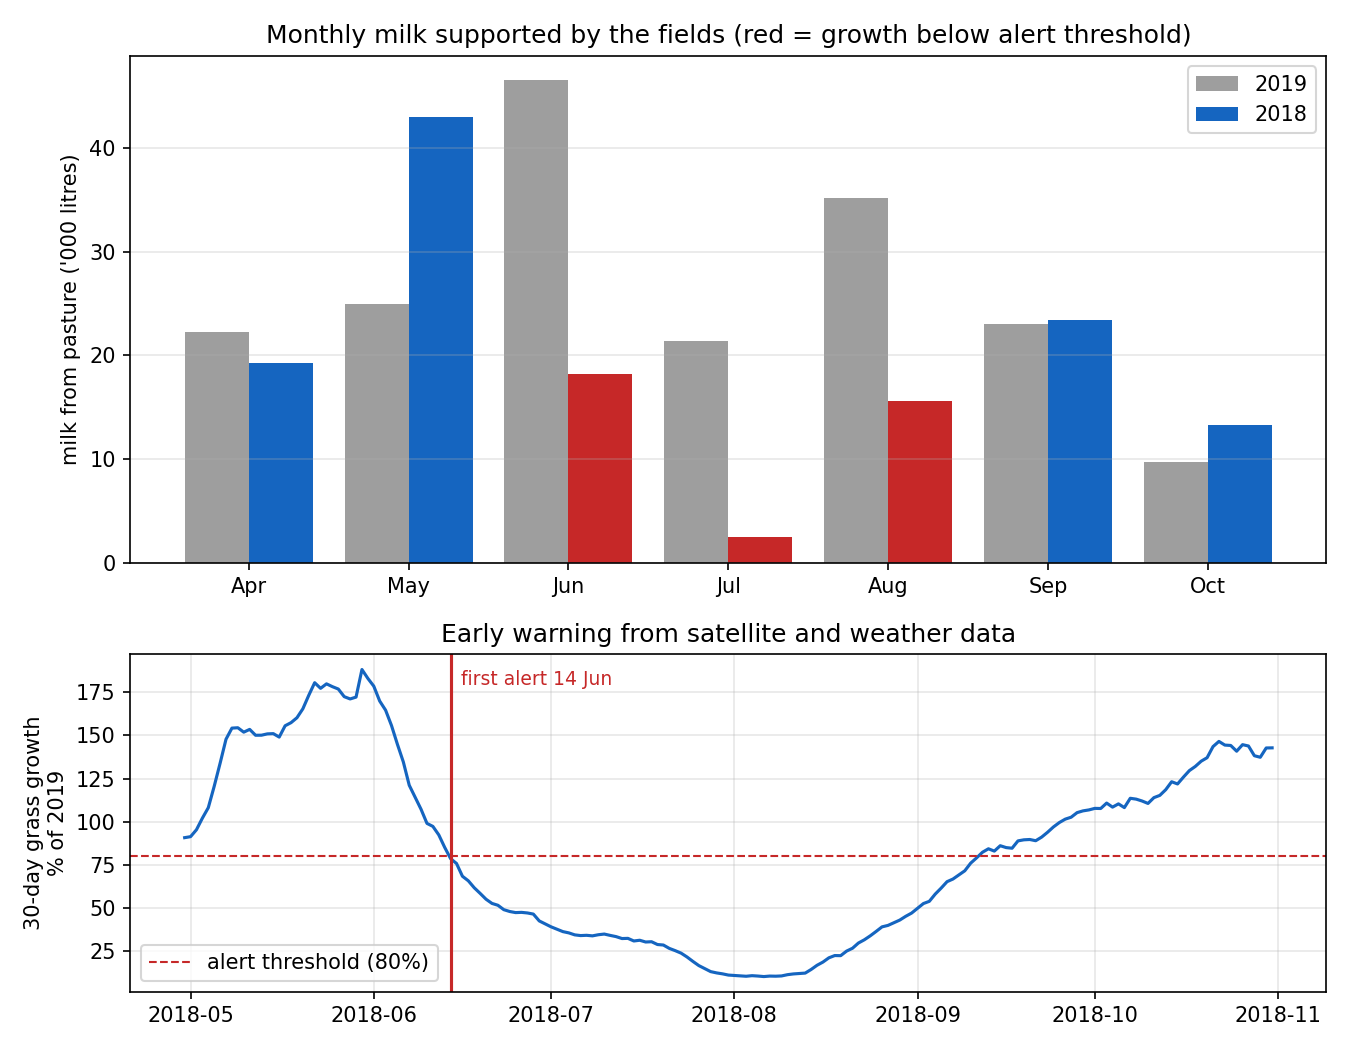 Monthly milk supported by the fields (red = growth below alert threshold)
milk from pasture ('000 litres)
40
30
20
10
0
2019
2018
Apr May Jun Jul Aug Sep Oct
Early warning from satellite and weather data
30-day grass growth
% of 2019
175
150
125
100
75
50
25
first alert 14 Jun
alert threshold (80%)
2018-05 2018-06 2018-07 2018-08 2018-09 2018-10 2018-11